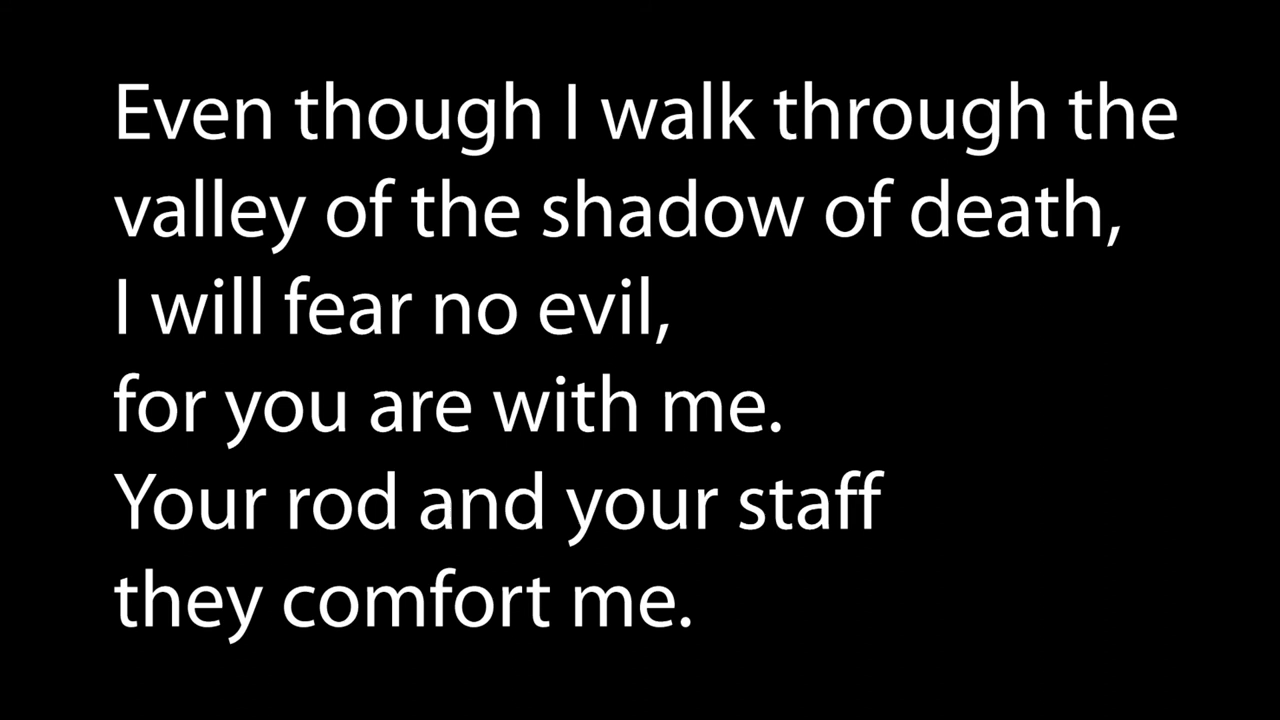 Even though I walk through the
valley of the shadow of death,
I will fear no evil,
for you are with me.
Your rod and your staff
they comfort me.